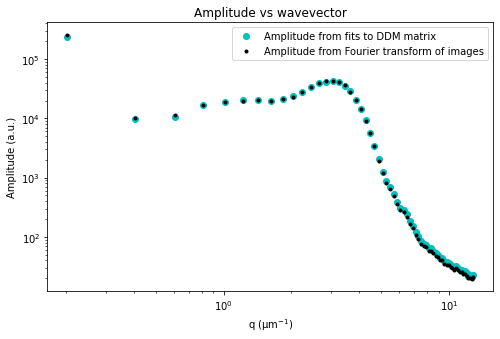 Amplitude vs wavevector
Amplitude from fits to DDM matrix
Amplitude from Fourier transform of images
Amplitude (a.u.)
10⁵
10⁴
10³
10²
10⁰
10¹
q (μm⁻¹)